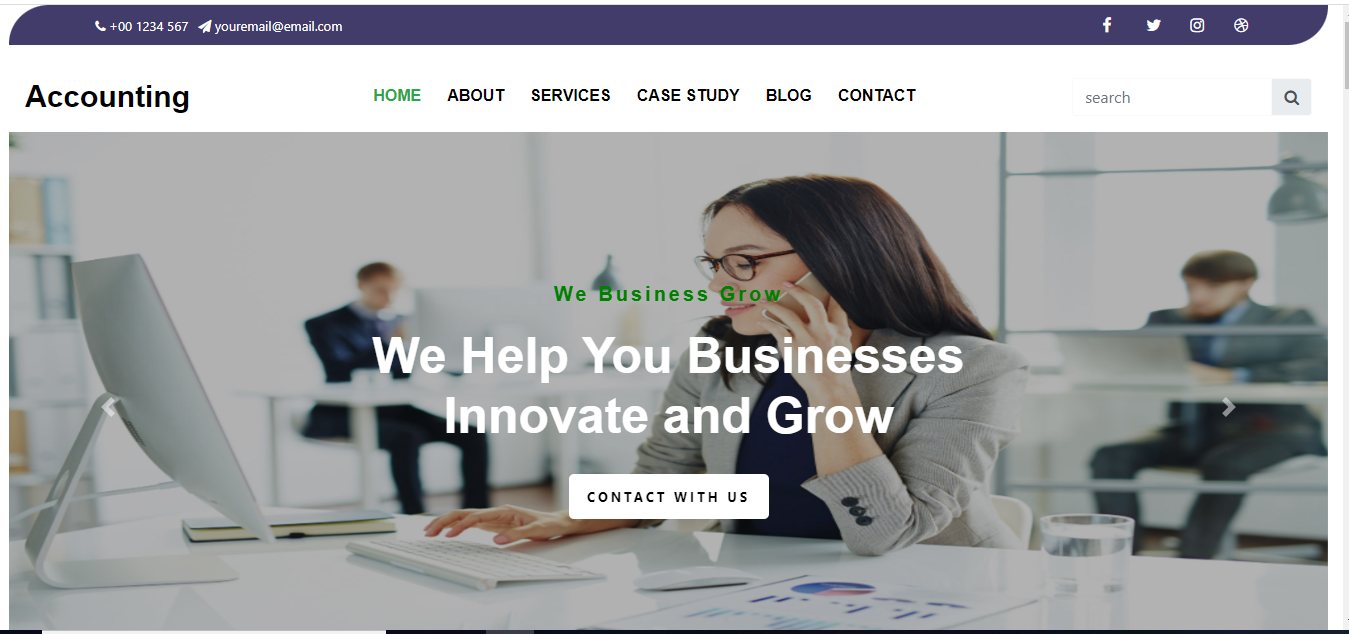 +00 1234 567 youremail@email.com
Accounting
HOME ABOUT SERVICES CASE STUDY BLOG CONTACT
search
We Business Grow
We Help You Businesses
Innovate and Grow
CONTACT WITH US